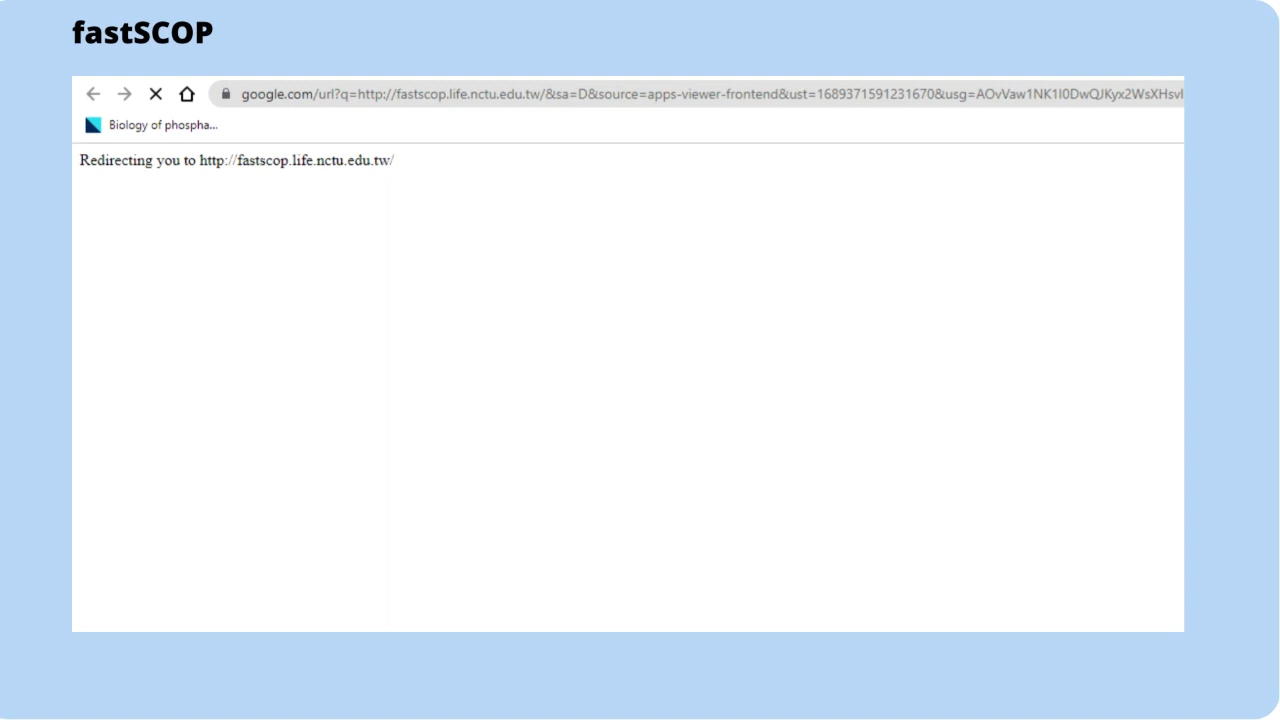 fastSCOP
google.com/url?q=http://fastscop.life.nctu.edu.tw/&sa=D&source=apps-viewer-frontend&ust=1689371591231670&usg=AOvVaw1NK1I0DwQJKyx2WsXHsvI
Biology of phospha...
Redirecting you to http://fastscop.life.nctu.edu.tw/